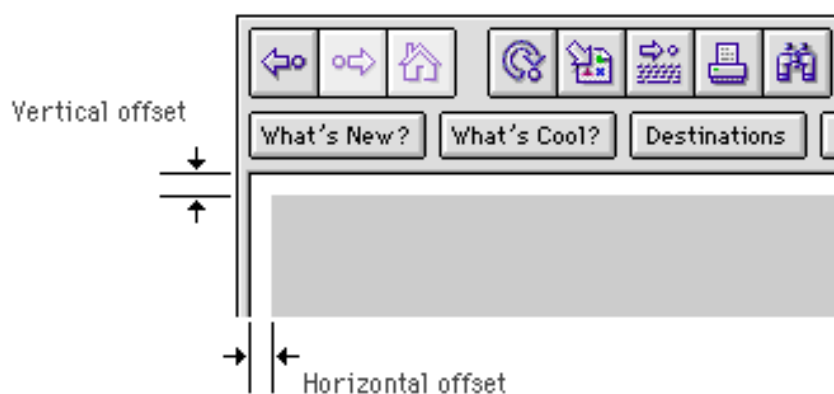 Vertical offset
What's New?
What's Cool?
Destinations
Horizontal offset